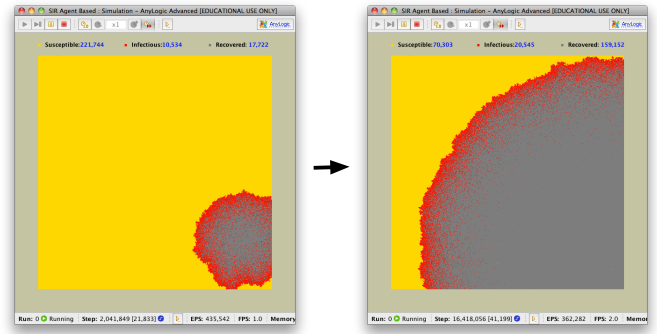 SIR Agent Based : Simulation – AnyLogic Advanced [EDUCATIONAL USE ONLY]
x1
AnyLogic
Susceptible:221,744 Infectious:10,534 Recovered: 17,722
Run: 0 Running Step: 2,041,849 [21,833] EPS: 435,542 FPS: 1.0 Memory
SIR Agent Based : Simulation – AnyLogic Advanced [EDUCATIONAL USE ONLY]
x1
AnyLogic
Susceptible:70,303 Infectious:20,545 Recovered: 159,152
Run: 0 Running Step: 16,418,056 [41,199] EPS: 362,282 FPS: 2.0 Memor